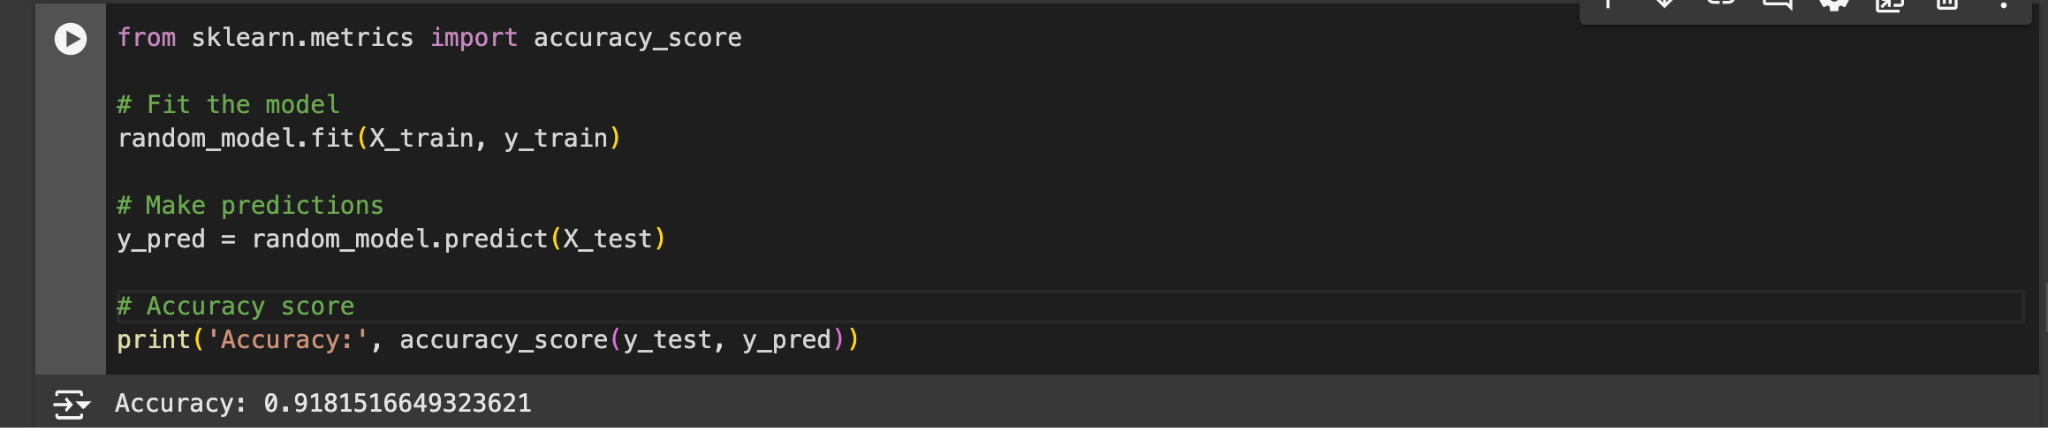 from sklearn.metrics import accuracy_score
# Fit the model
random_model.fit(X_train, y_train)
# Make predictions
y_pred = random_model.predict(X_test)
# Accuracy score
print('Accuracy:', accuracy_score(y_test, y_pred))
Accuracy: 0.9181516649323621